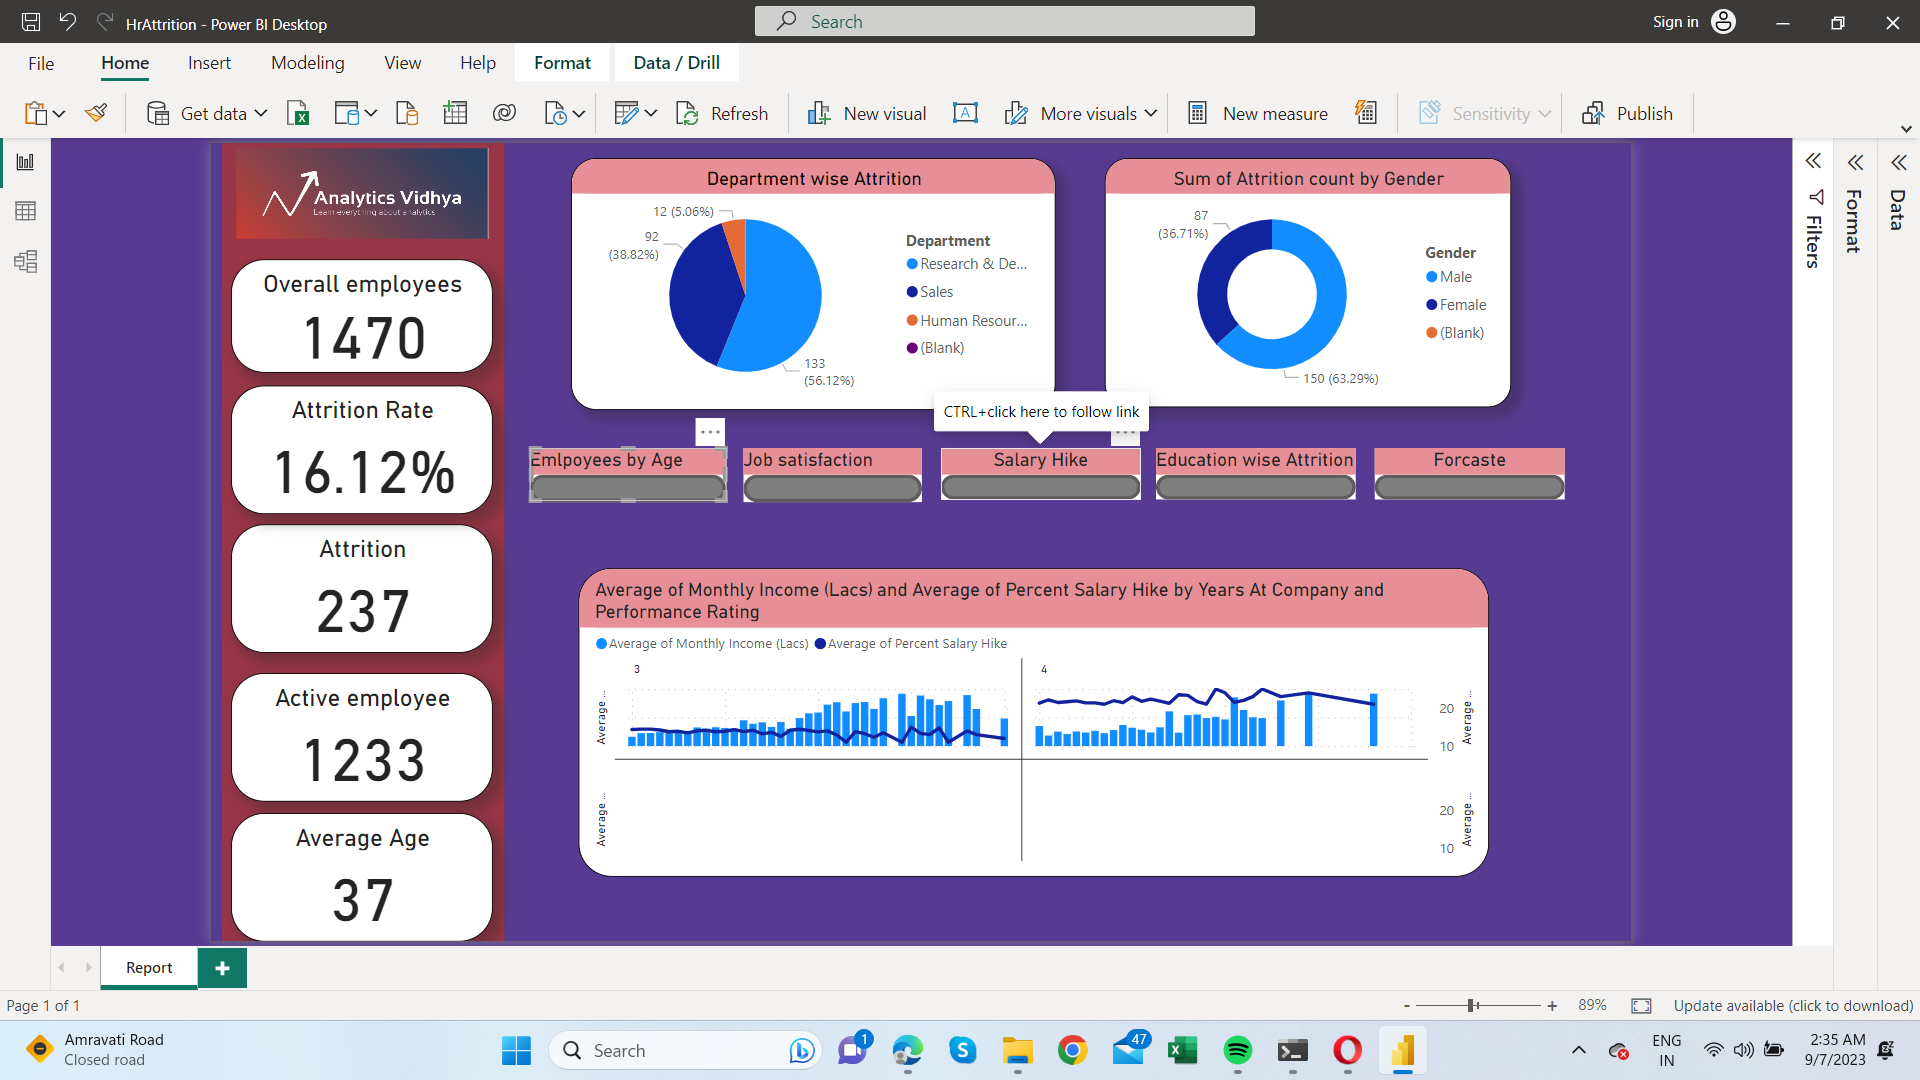 HrAttrition - Power BI Desktop
Search
Sign in
File
Home
Insert
Modeling
View
Help
Format
Data / Drill
Get data
Refresh
New visual
More visuals
New measure
Sensitivity
Publish
Analytics Vidhya
Learn everything about analytics
Overall employees
1470
Attrition Rate
16.12%
Attrition
237
Active employee
1233
Average Age
37
Department wise Attrition
12 (5.06%)
92
(38.82%)
133
(56.12%)
Department
Research & De...
Sales
Human Resour...
(Blank)
Sum of Attrition count by Gender
87
(36.71%)
150 (63.29%)
Gender
Male
Female
(Blank)
CTRL+click here to follow link
Emlpoyees by Age
Job satisfaction
Salary Hike
Education wise Attrition
Forcaste
Average of Monthly Income (Lacs) and Average of Percent Salary Hike by Years At Company and
Performance Rating
Average of Monthly Income (Lacs)
Average of Percent Salary Hike
3
4
Average ...
20
10
Average ...
Average ...
20
10
Average ...
Filters
Format
Data
Report
Page 1 of 1
- + 89%
Update available (click to download)
Amravati Road
Closed road
Search
1
47
ENG
IN
2:35 AM
9/7/2023